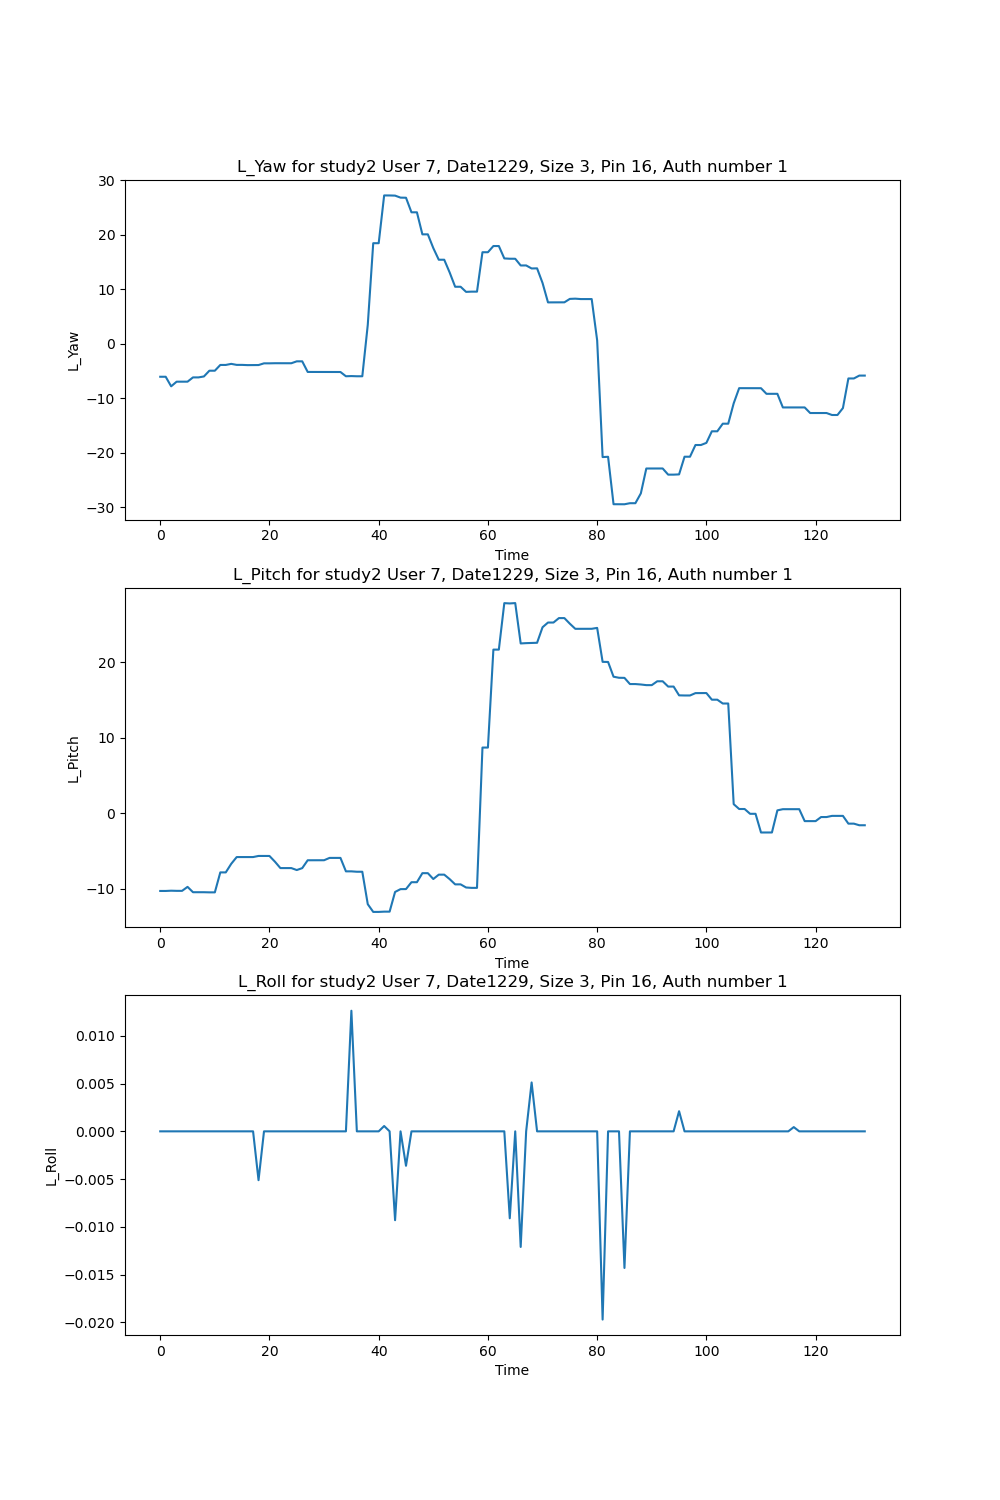 L_Yaw for study2 User 7, Date1229, Size 3, Pin 16, Auth number 1
30
20
10
0
−10
−20
−30
L_Yaw
0 20 40 60 80 100 120
Time
L_Pitch for study2 User 7, Date1229, Size 3, Pin 16, Auth number 1
20
10
0
−10
L_Pitch
0 20 40 60 80 100 120
Time
L_Roll for study2 User 7, Date1229, Size 3, Pin 16, Auth number 1
0.010
0.005
0.000
−0.005
−0.010
−0.015
−0.020
L_Roll
0 20 40 60 80 100 120
Time